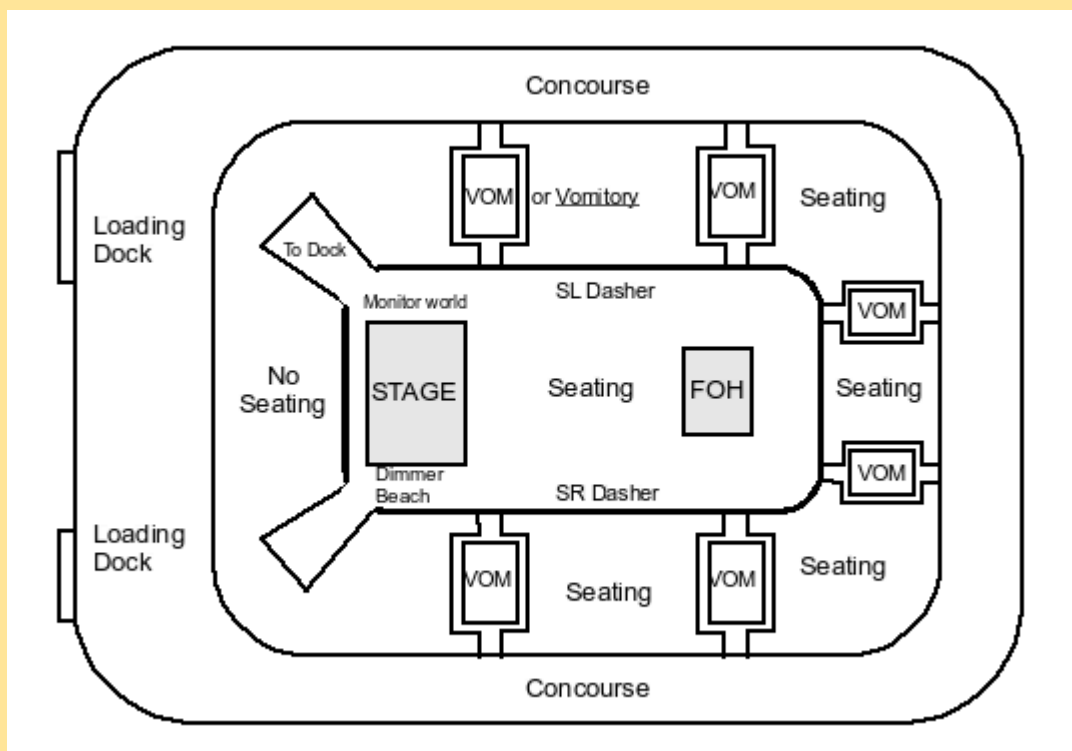 Concourse
VOM
or Vomitory
VOM
Seating
Loading
Dock
To Dock
SL Dasher
Monitor world
VOM
No
Seating
STAGE
Seating
FOH
Seating
Dimmer
Beach
SR Dasher
VOM
Loading
Dock
VOM
Seating
VOM
Seating
Concourse